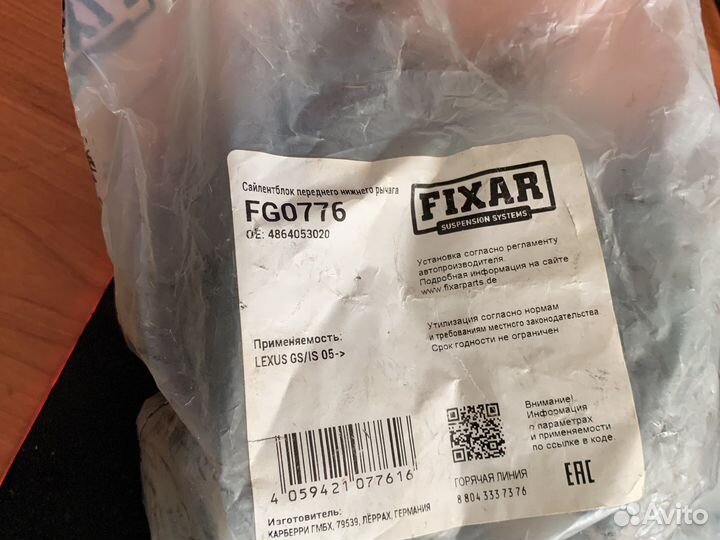 Сайлентблок переднего нижнего рычага
FG0776
OE: 4864053020
FIXAR
SUSPENSION SYSTEMS
Установка согласно регламенту
автопроизводителя.
Подробная информация на сайте
www.fixarparts.de
Утилизация согласно нормам
и требованиям местного законодательства
Срок годности не ограничен
Применяемость:
LEXUS GS/IS 05->
4 059421 077616
Изготовитель:
КАРБЕРРИ ГМБХ, 79539, ЛЁРРАХ, ГЕРМАНИЯ
ГОРЯЧАЯ ЛИНИЯ
8 804 333 73 76
Внимание!
Информация
о параметрах
и применяемости
по ссылке в коде.
EAC
Avito